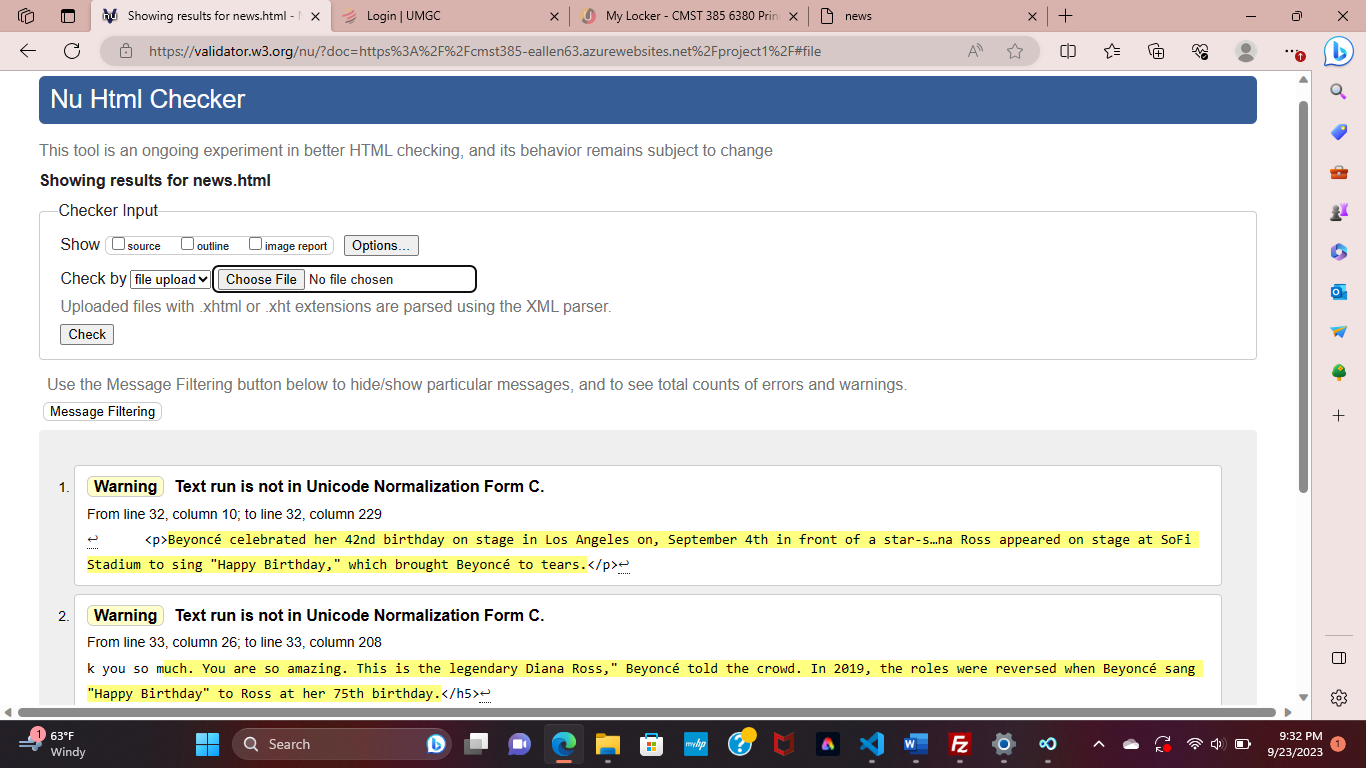 Showing results for news.html - N
Login | UMGC
My Locker - CMST 385 6380 Prin
news
https://validator.w3.org/nu/?doc=https%3A%2F%2Fcmst385-eallen63.azurewebsites.net%2Fproject1%2F#file
Nu Html Checker
This tool is an ongoing experiment in better HTML checking, and its behavior remains subject to change
Showing results for news.html
Checker Input
Show source outline image report Options...
Check by file upload Choose File No file chosen
Uploaded files with .xhtml or .xht extensions are parsed using the XML parser.
Check
Use the Message Filtering button below to hide/show particular messages, and to see total counts of errors and warnings.
Message Filtering
1. Warning Text run is not in Unicode Normalization Form C.
From line 32, column 10; to line 32, column 229
↩ <p>Beyoncé celebrated her 42nd birthday on stage in Los Angeles on, September 4th in front of a star-s…na Ross appeared on stage at SoFi
Stadium to sing "Happy Birthday," which brought Beyoncé to tears.</p>↩
2. Warning Text run is not in Unicode Normalization Form C.
From line 33, column 26; to line 33, column 208
k you so much. You are so amazing. This is the legendary Diana Ross," Beyoncé told the crowd. In 2019, the roles were reversed when Beyoncé sang
"Happy Birthday" to Ross at her 75th birthday.</h5>↩
1
63°F
Windy
Search
myhp
Fz
9:32 PM
9/23/2023
1